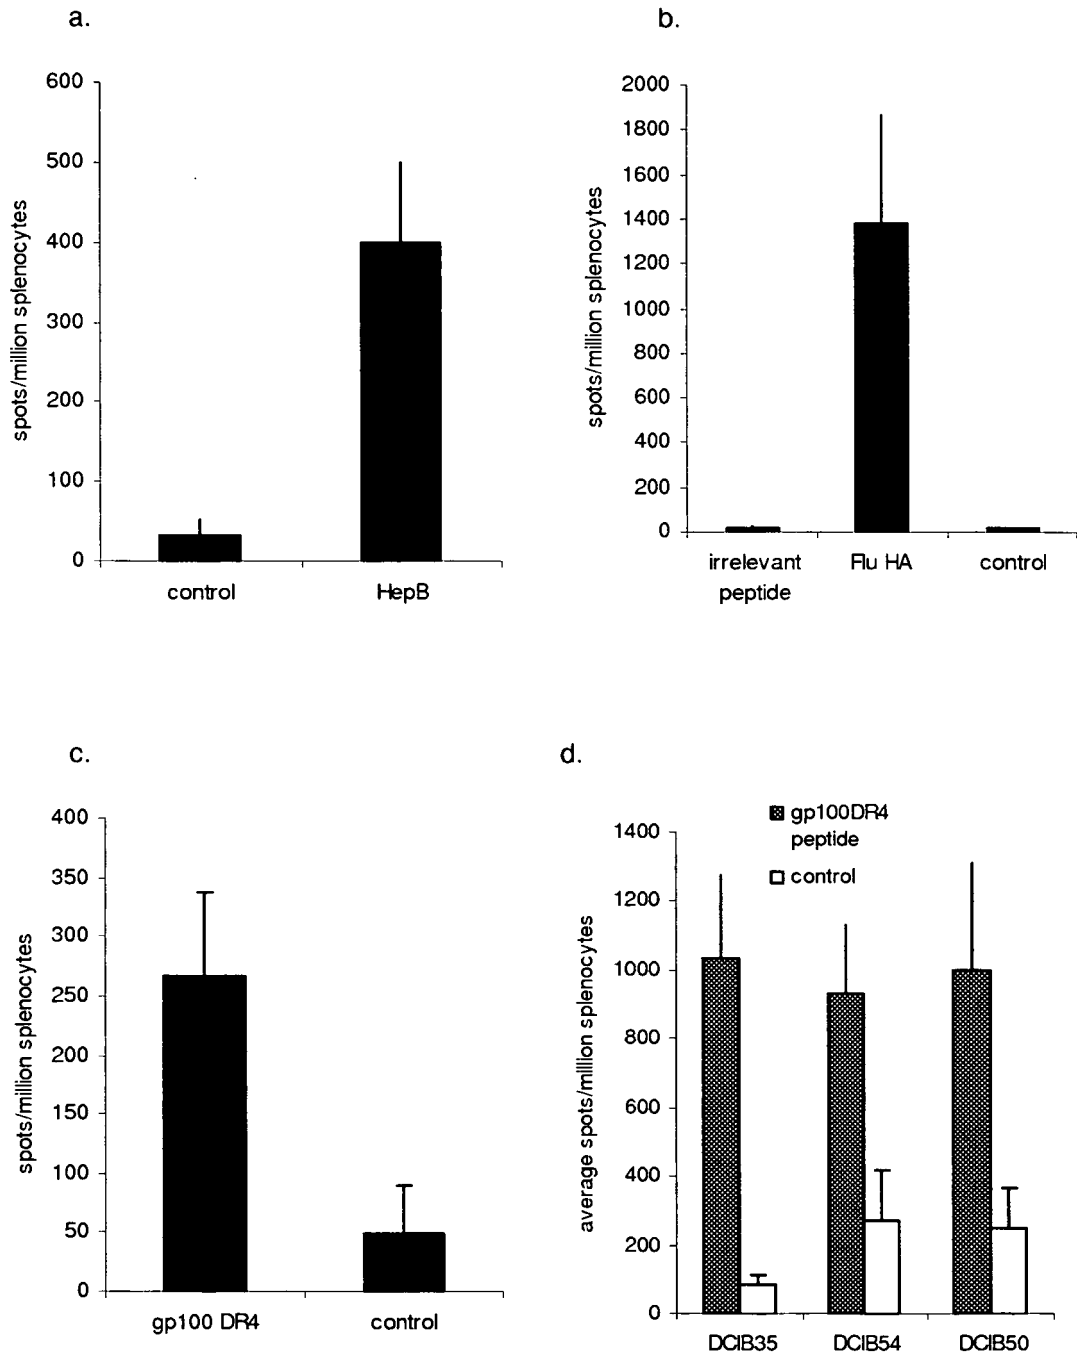 a.
600
500
400
300
200
100
0
spots/million splenocytes
control HepB
b.
2000
1800
1600
1400
1200
1000
800
600
400
200
0
spots/million splenocytes
irrelevant Flu HA control
peptide
c.
400
350
300
250
200
150
100
50
0
spots/million splenocytes
gp100 DR4 control
d.
gp100DR4
peptide
control
1400
1200
1000
800
600
400
200
0
average spots/million splenocytes
DCIB35 DCIB54 DCIB50